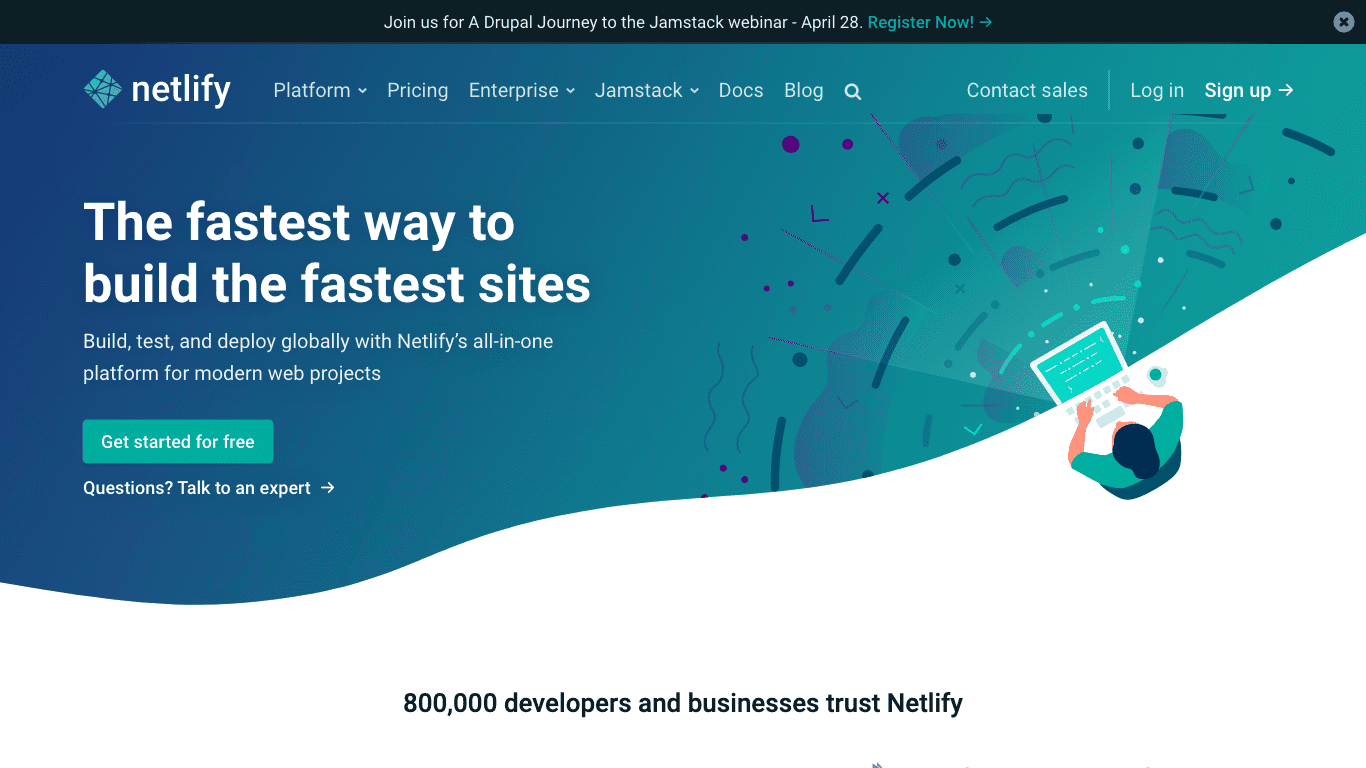 Join us for A Drupal Journey to the Jamstack webinar - April 28. Register Now! →
netlify Platform Pricing Enterprise Jamstack Docs Blog Contact sales Log in Sign up →
The fastest way to
build the fastest sites
Build, test, and deploy globally with Netlify’s all-in-one
platform for modern web projects
Get started for free
Questions? Talk to an expert →
800,000 developers and businesses trust Netlify